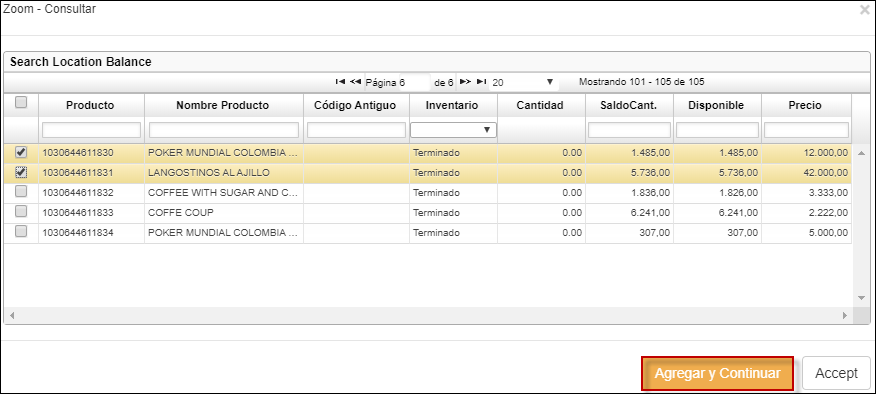 Zoom - Consultar
Search Location Balance
Página 6 de 6 20 Mostrando 101 - 105 de 105
Producto Nombre Producto Código Antiguo Inventario Cantidad SaldoCant. Disponible Precio
1030644611830 POKER MUNDIAL COLOMBIA ... Terminado 0.00 1.485,00 1.485,00 12.000,00
1030644611831 LANGOSTINOS AL AJILLO Terminado 0.00 5.736,00 5.736,00 42.000,00
1030644611832 COFFEE WITH SUGAR AND C... Terminado 0.00 1.836,00 1.826,00 3.333,00
1030644611833 COFFE COUP Terminado 0.00 6.241,00 6.241,00 2.222,00
1030644611834 POKER MUNDIAL COLOMBIA ... Terminado 0.00 307,00 307,00 5.000,00
Agregar y Continuar Accept